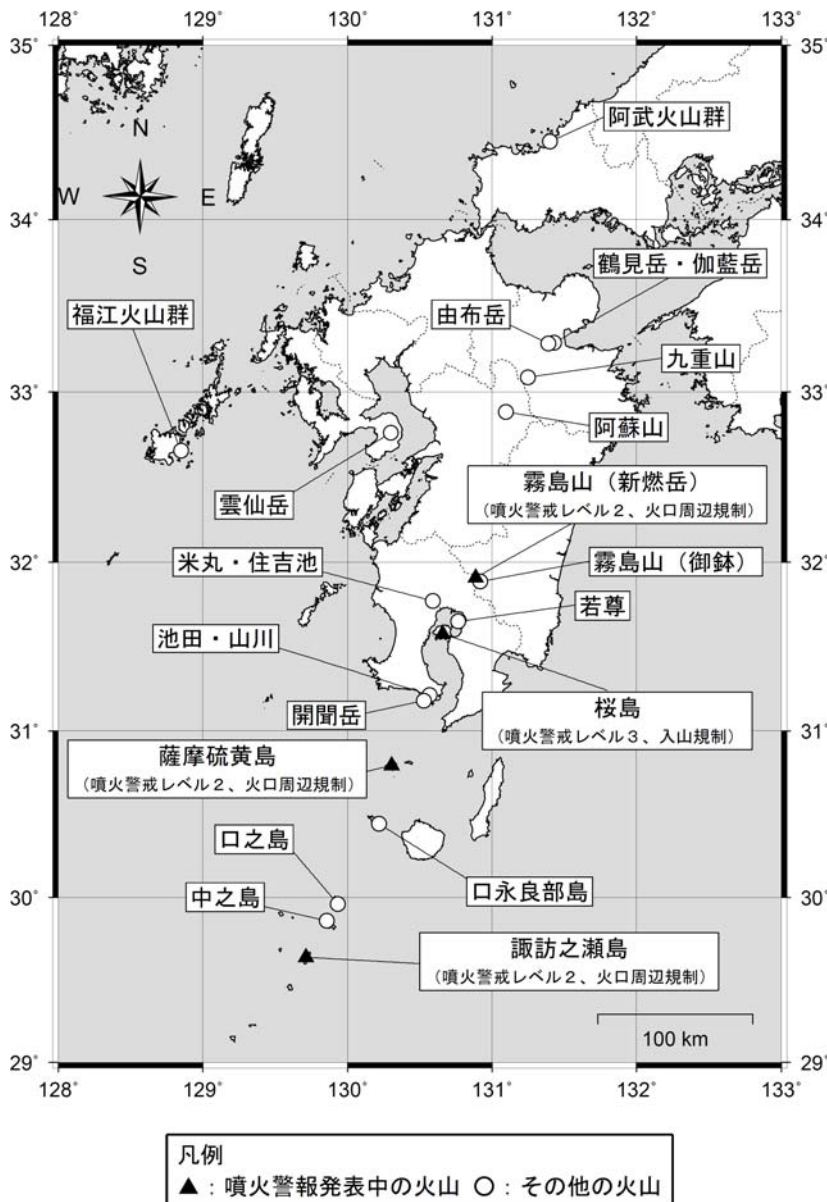 128° 129° 130° 131° 132° 133°
35°
阿武火山群
N
W E
34°
S
鶴見岳・伽藍岳
福江火山群
由布岳
九重山
33°
阿蘇山
霧島山（新燃岳）
（噴火警戒レベル２、火口周辺規制）
雲仙岳
32°
米丸・住吉池
霧島山（御鉢）
若尊
池田・山川
開聞岳
桜島
（噴火警戒レベル３、入山規制）
31°
薩摩硫黄島
（噴火警戒レベル２、火口周辺規制）
口之島
口永良部島
中之島
30°
諏訪之瀬島
（噴火警戒レベル２、火口周辺規制）
100 km
29°
128° 129° 130° 131° 132° 133°
凡例
▲：噴火警報発表中の火山 ○：その他の火山